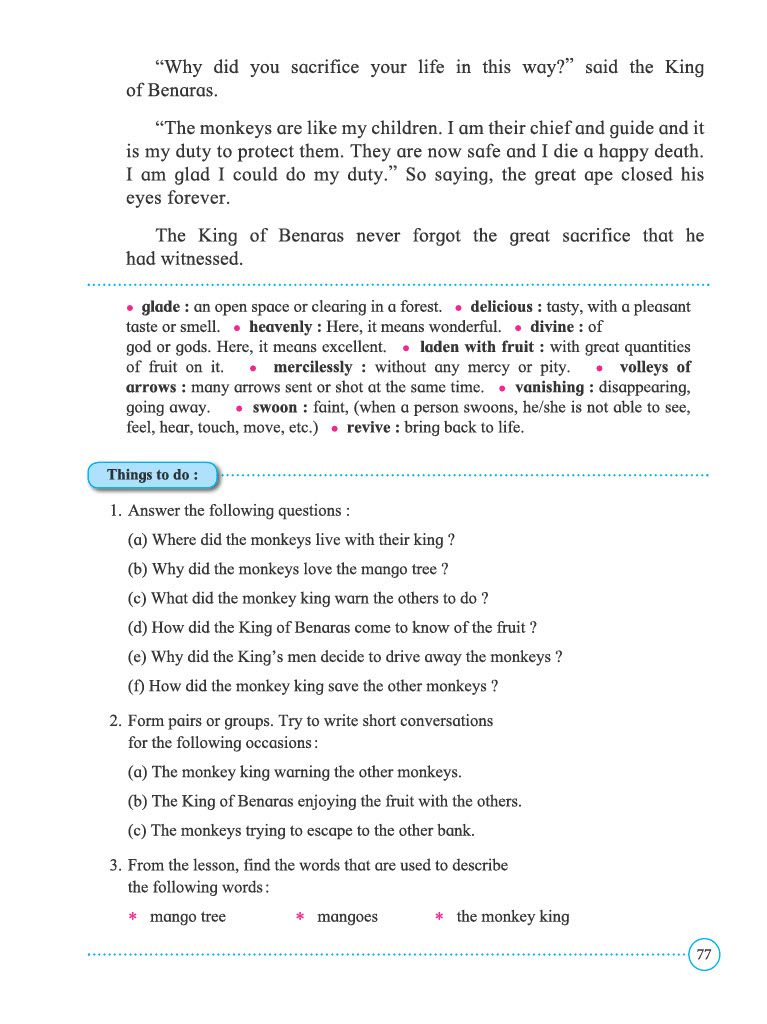 “Why did you sacrifice your life in this way?” said the King
of Benaras.
“The monkeys are like my children. I am their chief and guide and it
is my duty to protect them. They are now safe and I die a happy death.
I am glad I could do my duty.” So saying, the great ape closed his
eyes forever.
The King of Benaras never forgot the great sacrifice that he
had witnessed.
• glade : an open space or clearing in a forest. • delicious : tasty, with a pleasant
taste or smell. • heavenly : Here, it means wonderful. • divine : of
god or gods. Here, it means excellent. • laden with fruit : with great quantities
of fruit on it. • mercilessly : without any mercy or pity. • volleys of
arrows : many arrows sent or shot at the same time. • vanishing : disappearing,
going away. • swoon : faint, (when a person swoons, he/she is not able to see,
feel, hear, touch, move, etc.) • revive : bring back to life.
Things to do :
1. Answer the following questions :
(a) Where did the monkeys live with their king ?
(b) Why did the monkeys love the mango tree ?
(c) What did the monkey king warn the others to do ?
(d) How did the King of Benaras come to know of the fruit ?
(e) Why did the King’s men decide to drive away the monkeys ?
(f) How did the monkey king save the other monkeys ?
2. Form pairs or groups. Try to write short conversations
for the following occasions :
(a) The monkey king warning the other monkeys.
(b) The King of Benaras enjoying the fruit with the others.
(c) The monkeys trying to escape to the other bank.
3. From the lesson, find the words that are used to describe
the following words :
* mango tree * mangoes * the monkey king
77